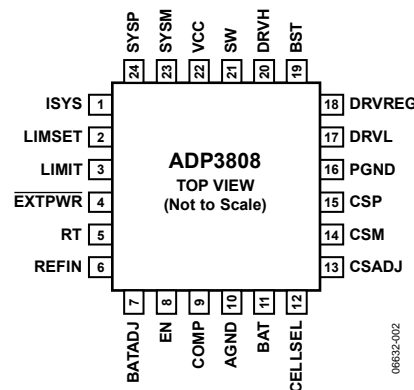 24 SYSP
23 SYSM
22 VCC
21 SW
20 DRVH
19 BST
ISYS 1
LIMSET 2
LIMIT 3
EXTPWR 4
RT 5
REFIN 6
ADP3808
TOP VIEW
(Not to Scale)
18 DRVREG
17 DRVL
16 PGND
15 CSP
14 CSM
13 CSADJ
BATADJ 7
EN 8
COMP 9
AGND 10
BAT 11
CELLSEL 12
06632-002